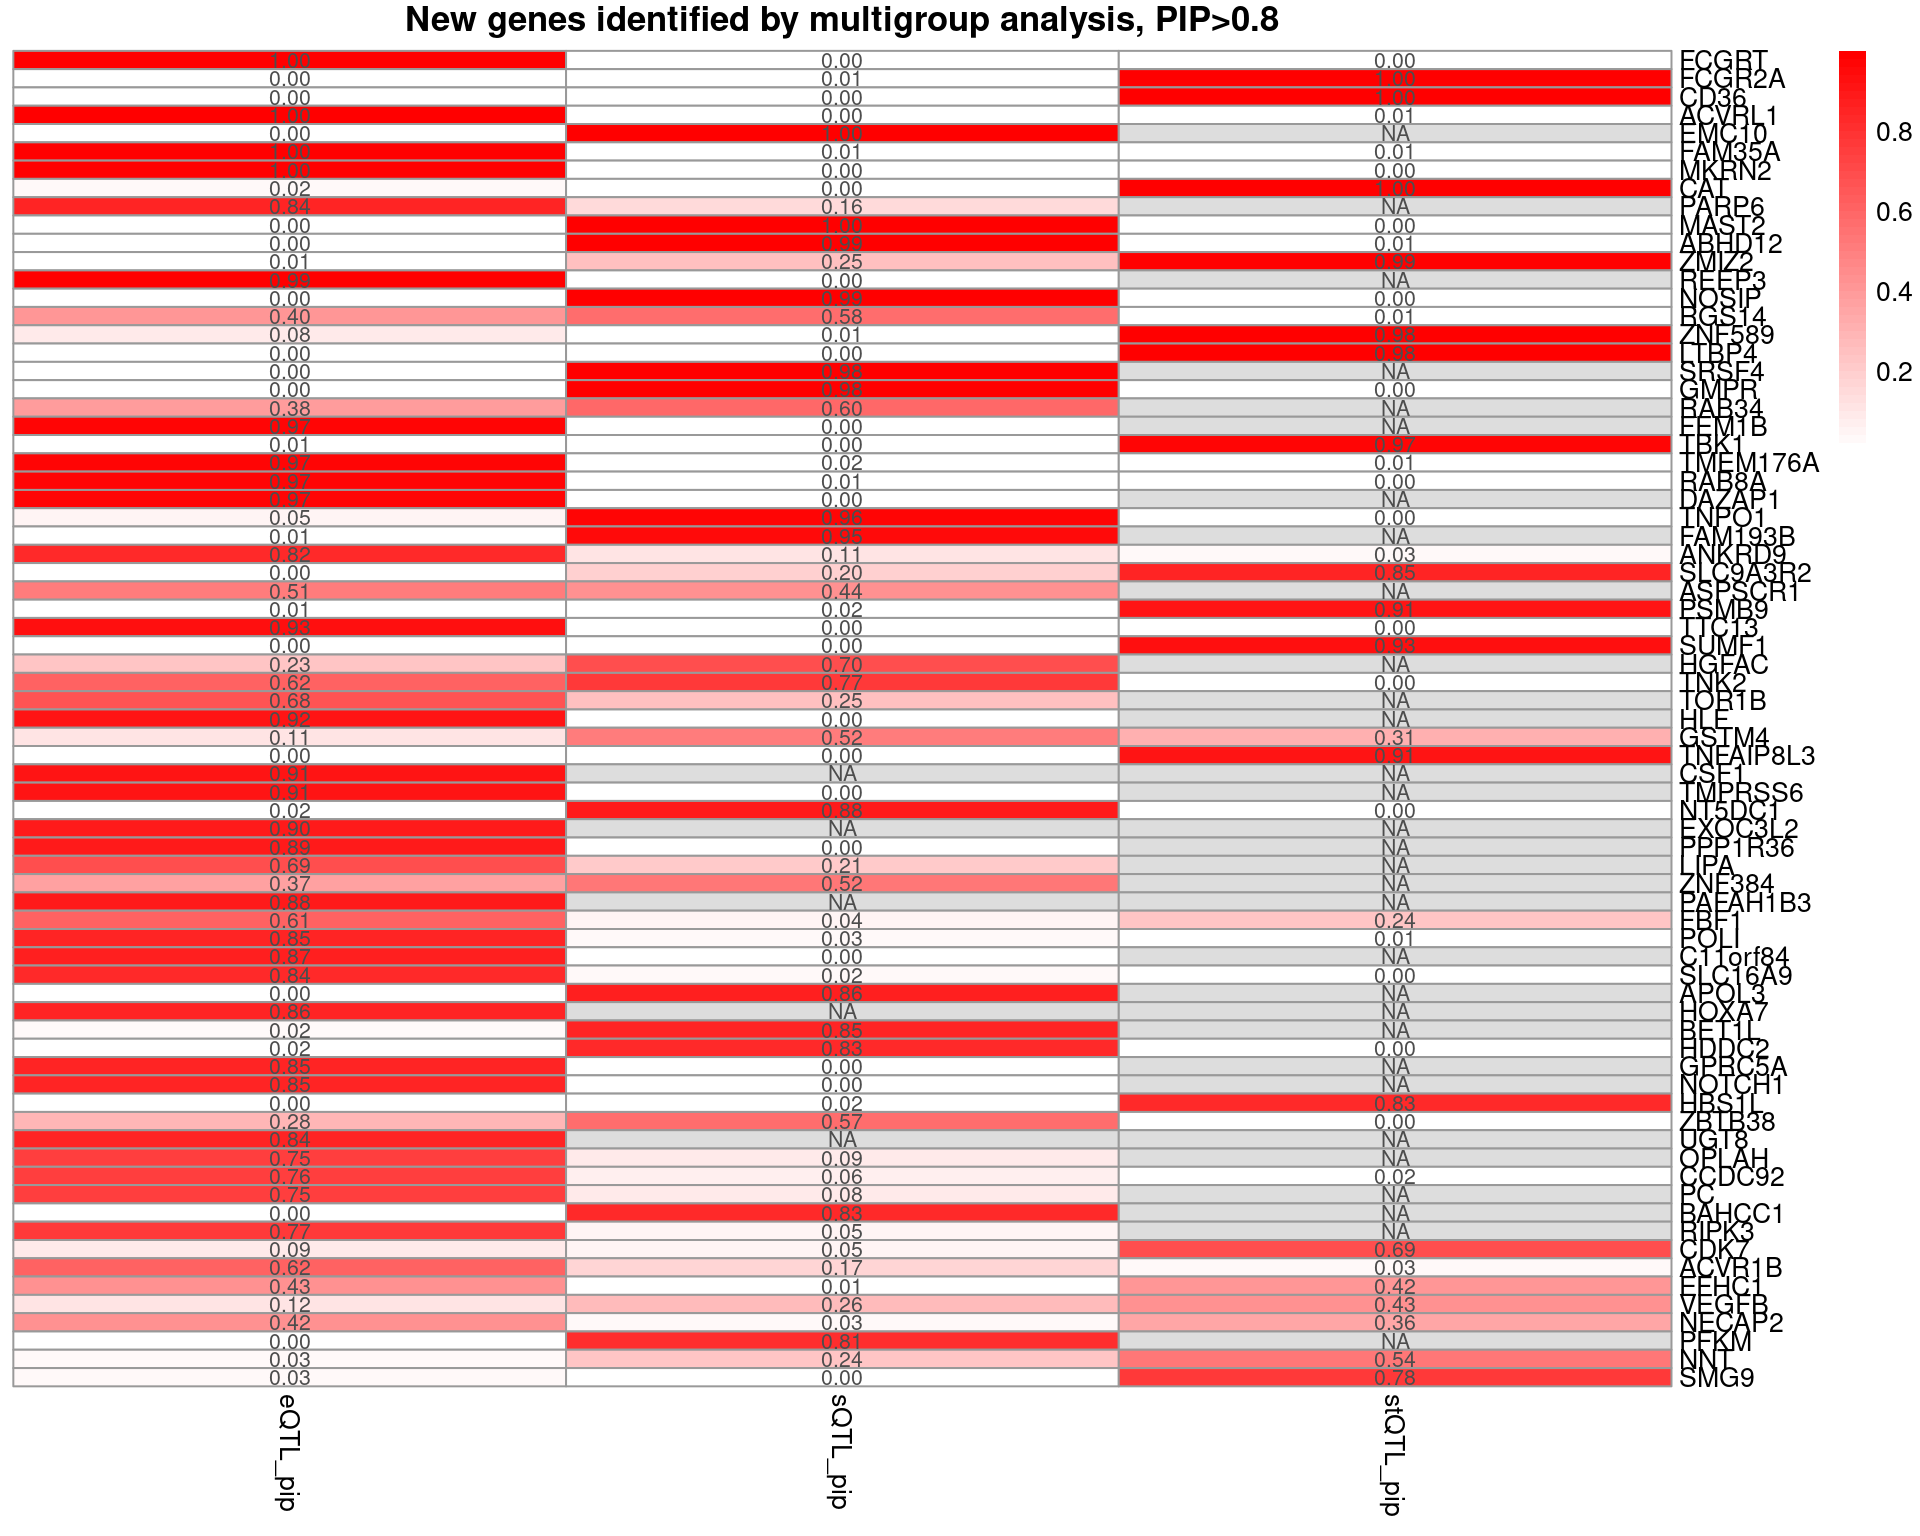 New genes identified by multigroup analysis, PIP>0.8
1.00 0.00 0.00 FCGRT
0.00 0.01 1.00 FCGR2A
0.00 0.00 1.00 CD36
1.00 0.00 0.01 ACVRL1
0.00 1.00 NA EMC10
1.00 0.01 0.01 FAM35A
1.00 0.00 0.00 MKRN2
0.02 0.00 1.00 CAT
0.84 0.16 NA PARP6
0.00 1.00 0.00 MAST2
0.00 0.99 0.01 ABHD12
0.01 0.25 0.99 ZMIZ2
0.99 0.00 NA REEP3
0.00 0.99 0.00 NOSIP
0.40 0.58 0.01 RGS14
0.08 0.01 0.98 ZNF589
0.00 0.00 0.98 LTBP4
0.00 0.98 NA SRSF4
0.00 0.98 0.00 GMPR
0.38 0.60 NA RAB34
0.97 0.00 NA FEM1B
0.01 0.00 0.97 TBK1
0.97 0.02 0.01 TMEM176A
0.97 0.01 0.00 RAB8A
0.97 0.00 NA DAZAP1
0.05 0.96 0.00 TNPO1
0.01 0.95 NA FAM193B
0.82 0.11 0.03 ANKRD9
0.00 0.20 0.85 SLC9A3R2
0.51 0.44 NA ASPSCR1
0.01 0.02 0.91 PSMB9
0.93 0.00 0.00 TTC13
0.00 0.00 0.93 SUMF1
0.23 0.70 NA HGFAC
0.62 0.77 0.00 TNK2
0.68 0.25 NA TOR1B
0.92 0.00 NA HLF
0.11 0.52 0.31 GSTM4
0.00 0.00 0.91 TNFAIP8L3
0.91 NA NA CSF1
0.91 0.00 NA TMPRSS6
0.02 0.88 0.00 NT5DC1
0.90 NA NA EXOC3L2
0.89 0.00 NA PPP1R36
0.69 0.21 NA LIPA
0.37 0.52 NA ZNF384
0.88 NA NA PAFAH1B3
0.61 0.04 0.24 EBF1
0.85 0.03 0.01 POLI
0.87 0.00 NA C11orf84
0.84 0.02 0.00 SLC16A9
0.00 0.86 NA APOL3
0.86 NA NA HOXA7
0.02 0.85 NA BET1L
0.02 0.83 0.00 HDDC2
0.85 0.00 NA GPRC5A
0.85 0.00 NA NOTCH1
0.00 0.02 0.83 HBS1L
0.28 0.57 0.00 ZBTB38
0.84 NA NA UGT8
0.75 0.09 NA OPLAH
0.76 0.06 0.02 CCDC92
0.75 0.08 NA PC
0.00 0.83 NA BAHCC1
0.77 0.05 NA RIPK3
0.09 0.05 0.69 CDK7
0.62 0.17 0.03 ACVR1B
0.43 0.01 0.42 EFHC1
0.12 0.26 0.43 VEGFB
0.42 0.03 0.36 NECAP2
0.00 0.81 NA PFKM
0.03 0.24 0.54 NNT
0.03 0.00 0.78 SMG9
eQTL_pip
sQTL_pip
stQTL_pip
0.8
0.6
0.4
0.2